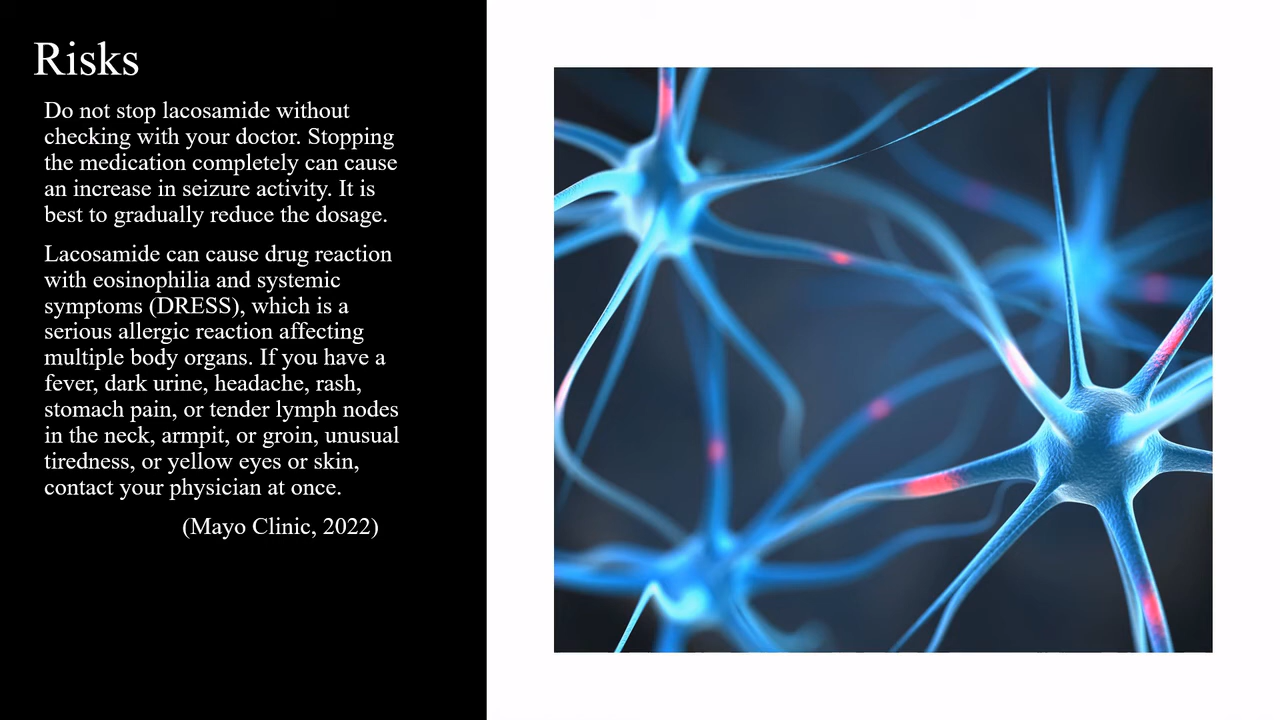 Risks
Do not stop lacosamide without
checking with your doctor. Stopping
the medication completely can cause
an increase in seizure activity. It is
best to gradually reduce the dosage.
Lacosamide can cause drug reaction
with eosinophilia and systemic
symptoms (DRESS), which is a
serious allergic reaction affecting
multiple body organs. If you have a
fever, dark urine, headache, rash,
stomach pain, or tender lymph nodes
in the neck, armpit, or groin, unusual
tiredness, or yellow eyes or skin,
contact your physician at once.
(Mayo Clinic, 2022)